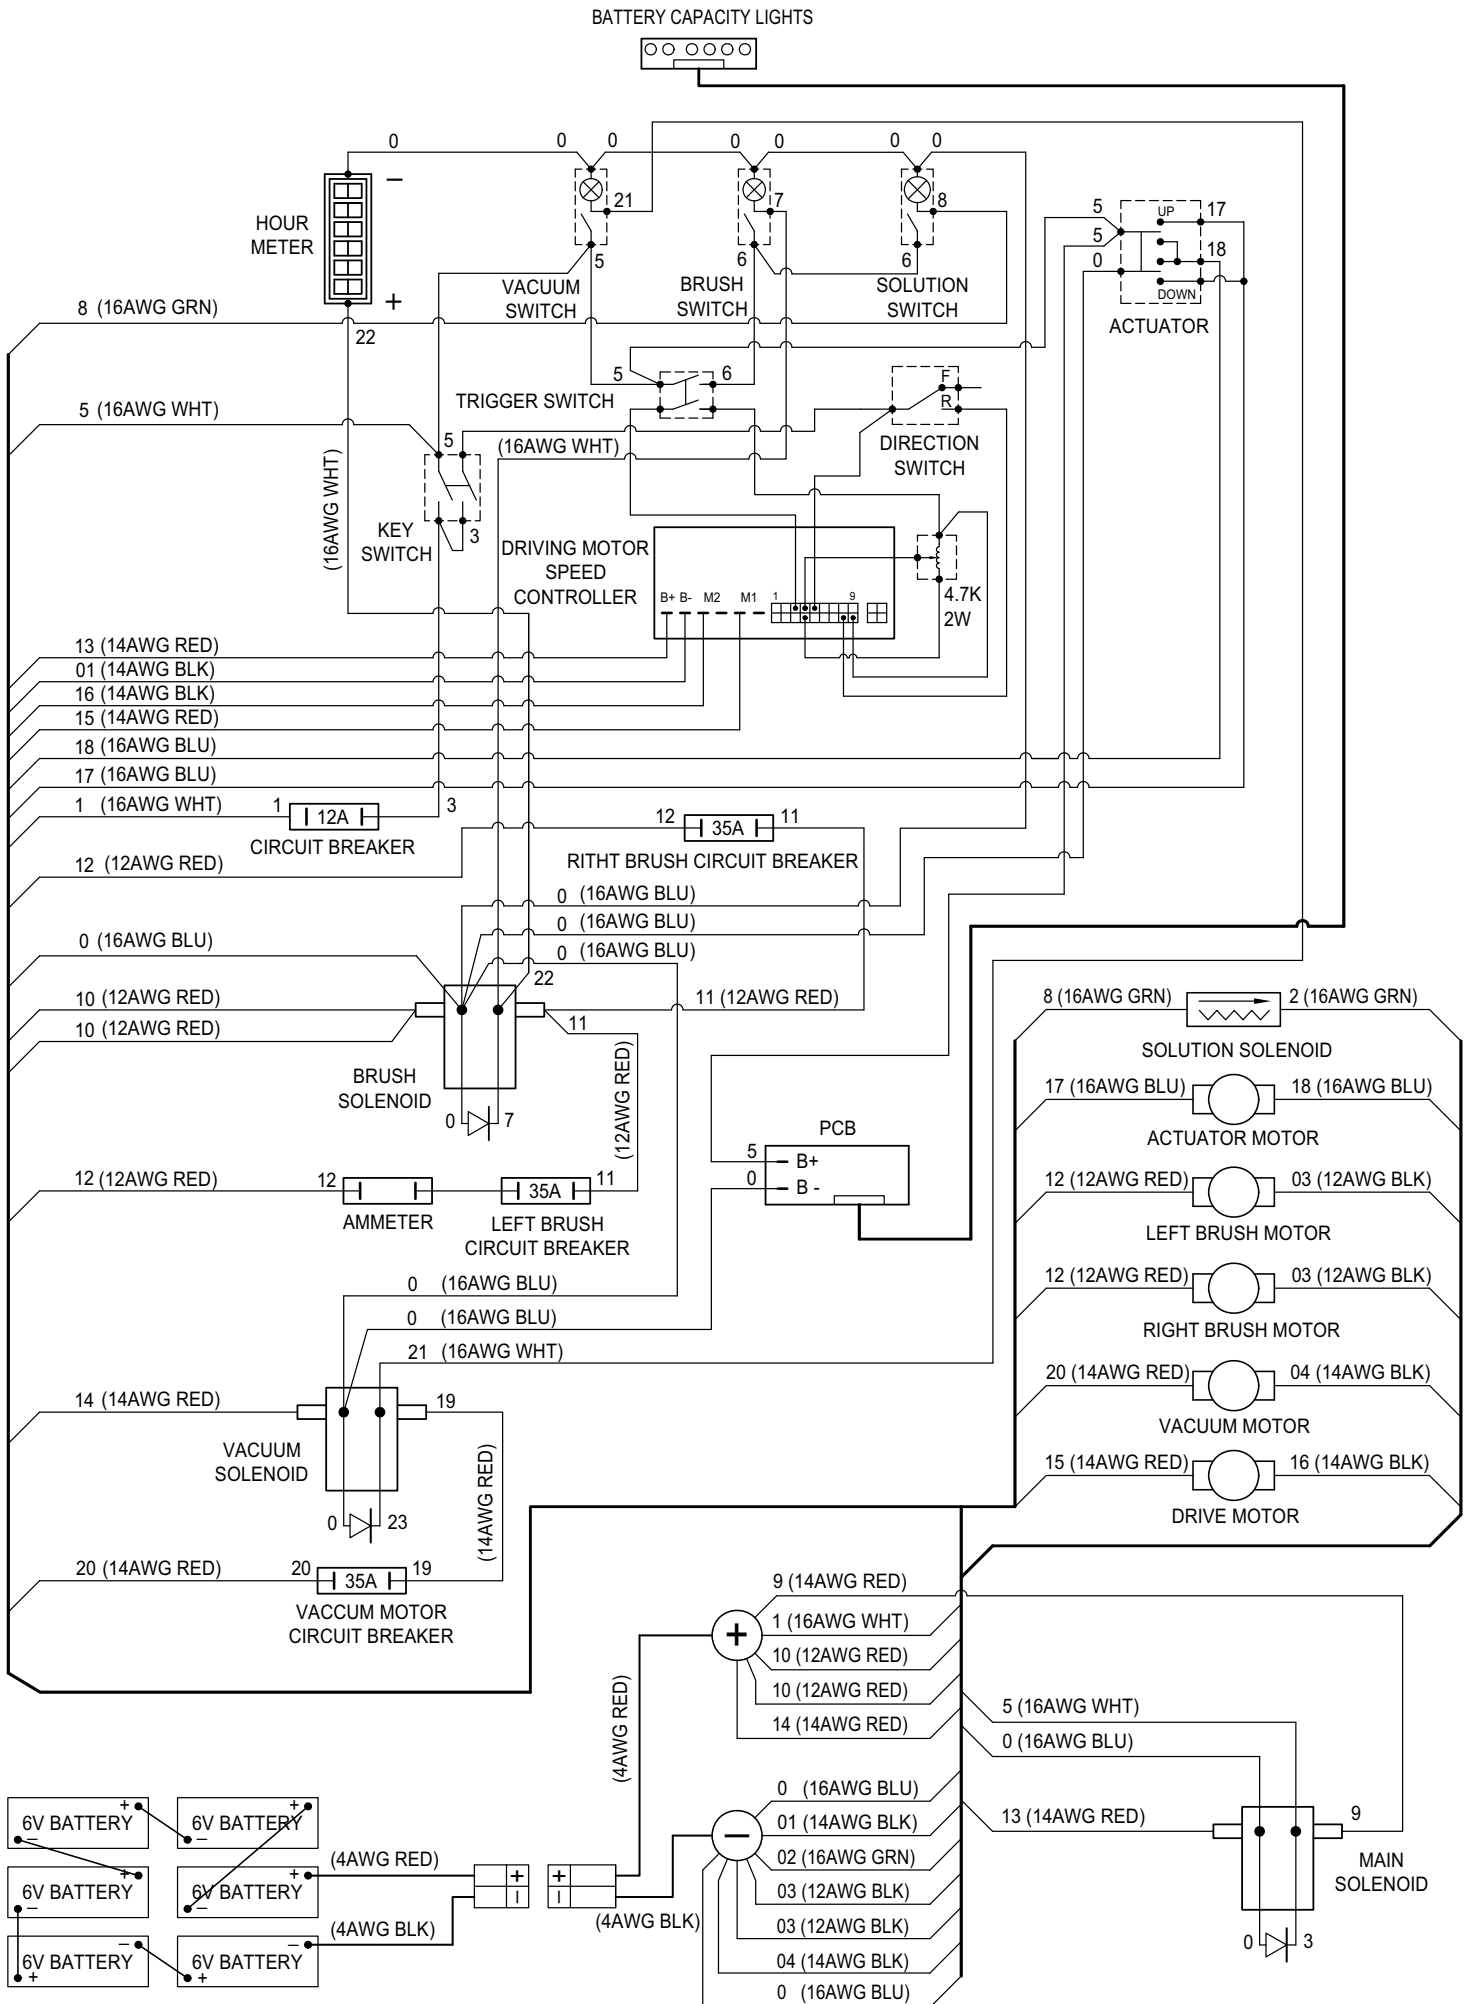 BATTERY CAPACITY LIGHTS
0 0 0 0 0 0 0
−
HOUR
METER
+
22
21
5
VACUUM
SWITCH
7
6
BRUSH
SWITCH
8
6
SOLUTION
SWITCH
5
5
0
UP
17
18
DOWN
ACTUATOR
8 (16AWG GRN)
5 (16AWG WHT)
TRIGGER SWITCH
5
6
F
R
DIRECTION
SWITCH
(16AWG WHT)
(16AWG WHT)
5
3
KEY
SWITCH
DRIVING MOTOR
SPEED
CONTROLLER
B+ B- M2 M1 1 9
4.7K
2W
13 (14AWG RED)
01 (14AWG BLK)
16 (14AWG BLK)
15 (14AWG RED)
18 (16AWG BLU)
17 (16AWG BLU)
1 (16AWG WHT)
1
12A
3
CIRCUIT BREAKER
12
35A
11
RITHT BRUSH CIRCUIT BREAKER
12 (12AWG RED)
0 (16AWG BLU)
0 (16AWG BLU)
0 (16AWG BLU)
0 (16AWG BLU)
22
10 (12AWG RED)
10 (12AWG RED)
11 (12AWG RED)
11
(12AWG RED)
BRUSH
SOLENOID
0
7
12 (12AWG RED)
12
AMMETER
35A
11
LEFT BRUSH
CIRCUIT BREAKER
PCB
5
B+
0
B -
0 (16AWG BLU)
0 (16AWG BLU)
21 (16AWG WHT)
14 (14AWG RED)
19
VACUUM
SOLENOID
(14AWG RED)
0
23
20 (14AWG RED)
20
35A
19
VACCUM MOTOR
CIRCUIT BREAKER
8 (16AWG GRN)
2 (16AWG GRN)
SOLUTION SOLENOID
17 (16AWG BLU)
18 (16AWG BLU)
ACTUATOR MOTOR
12 (12AWG RED)
03 (12AWG BLK)
LEFT BRUSH MOTOR
12 (12AWG RED)
03 (12AWG BLK)
RIGHT BRUSH MOTOR
20 (14AWG RED)
04 (14AWG BLK)
VACUUM MOTOR
15 (14AWG RED)
16 (14AWG BLK)
DRIVE MOTOR
+
9 (14AWG RED)
1 (16AWG WHT)
10 (12AWG RED)
10 (12AWG RED)
14 (14AWG RED)
(4AWG RED)
5 (16AWG WHT)
0 (16AWG BLU)
13 (14AWG RED)
9
MAIN
SOLENOID
0
3
−
0 (16AWG BLU)
01 (14AWG BLK)
02 (16AWG GRN)
03 (12AWG BLK)
03 (12AWG BLK)
04 (14AWG BLK)
0 (16AWG BLU)
(4AWG BLK)
+
6V BATTERY
−
+
6V BATTERY
−
+
6V BATTERY
−
+
6V BATTERY
−
−
6V BATTERY
+
−
6V BATTERY
+
(4AWG RED)
(4AWG BLK)
+
−
+
−